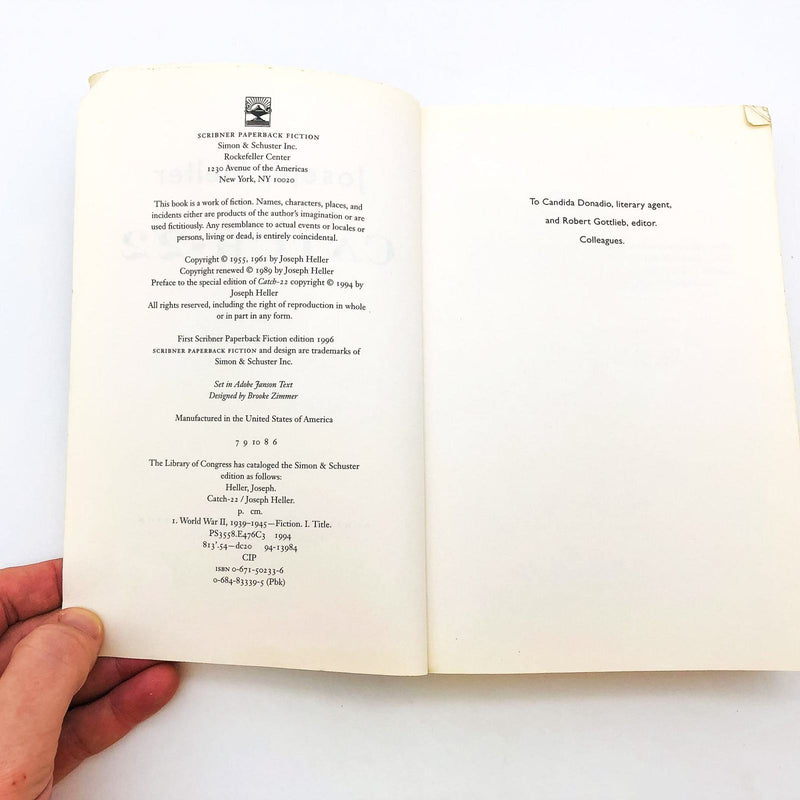 SCRIBNER PAPERBACK FICTION
Simon & Schuster Inc.
Rockefeller Center
1230 Avenue of the Americas
New York, NY 10020
This book is a work of fiction. Names, characters, places, and
incidents either are products of the author's imagination or are
used fictitiously. Any resemblance to actual events or locales or
persons, living or dead, is entirely coincidental.
Copyright © 1955, 1961 by Joseph Heller
Copyright renewed © 1989 by Joseph Heller
Preface to the special edition of Catch-22 copyright © 1994 by
Joseph Heller
All rights reserved, including the right of reproduction in whole
or in part in any form.
First Scribner Paperback Fiction edition 1996
SCRIBNER PAPERBACK FICTION and design are trademarks of
Simon & Schuster Inc.
Set in Adobe Janson Text
Designed by Brooke Zimmer
Manufactured in the United States of America
7 9 10 8 6
The Library of Congress has cataloged the Simon & Schuster
edition as follows:
Heller, Joseph.
Catch-22 / Joseph Heller.
p. cm.
1. World War II, 1939–1945—Fiction. I. Title.
PS3558.E476C3 1994
813'.54—dc20 94-13984
CIP
ISBN 0-671-50233-6
0-684-83339-5 (Pbk)
To Candida Donadio, literary agent,
and Robert Gottlieb, editor.
Colleagues.